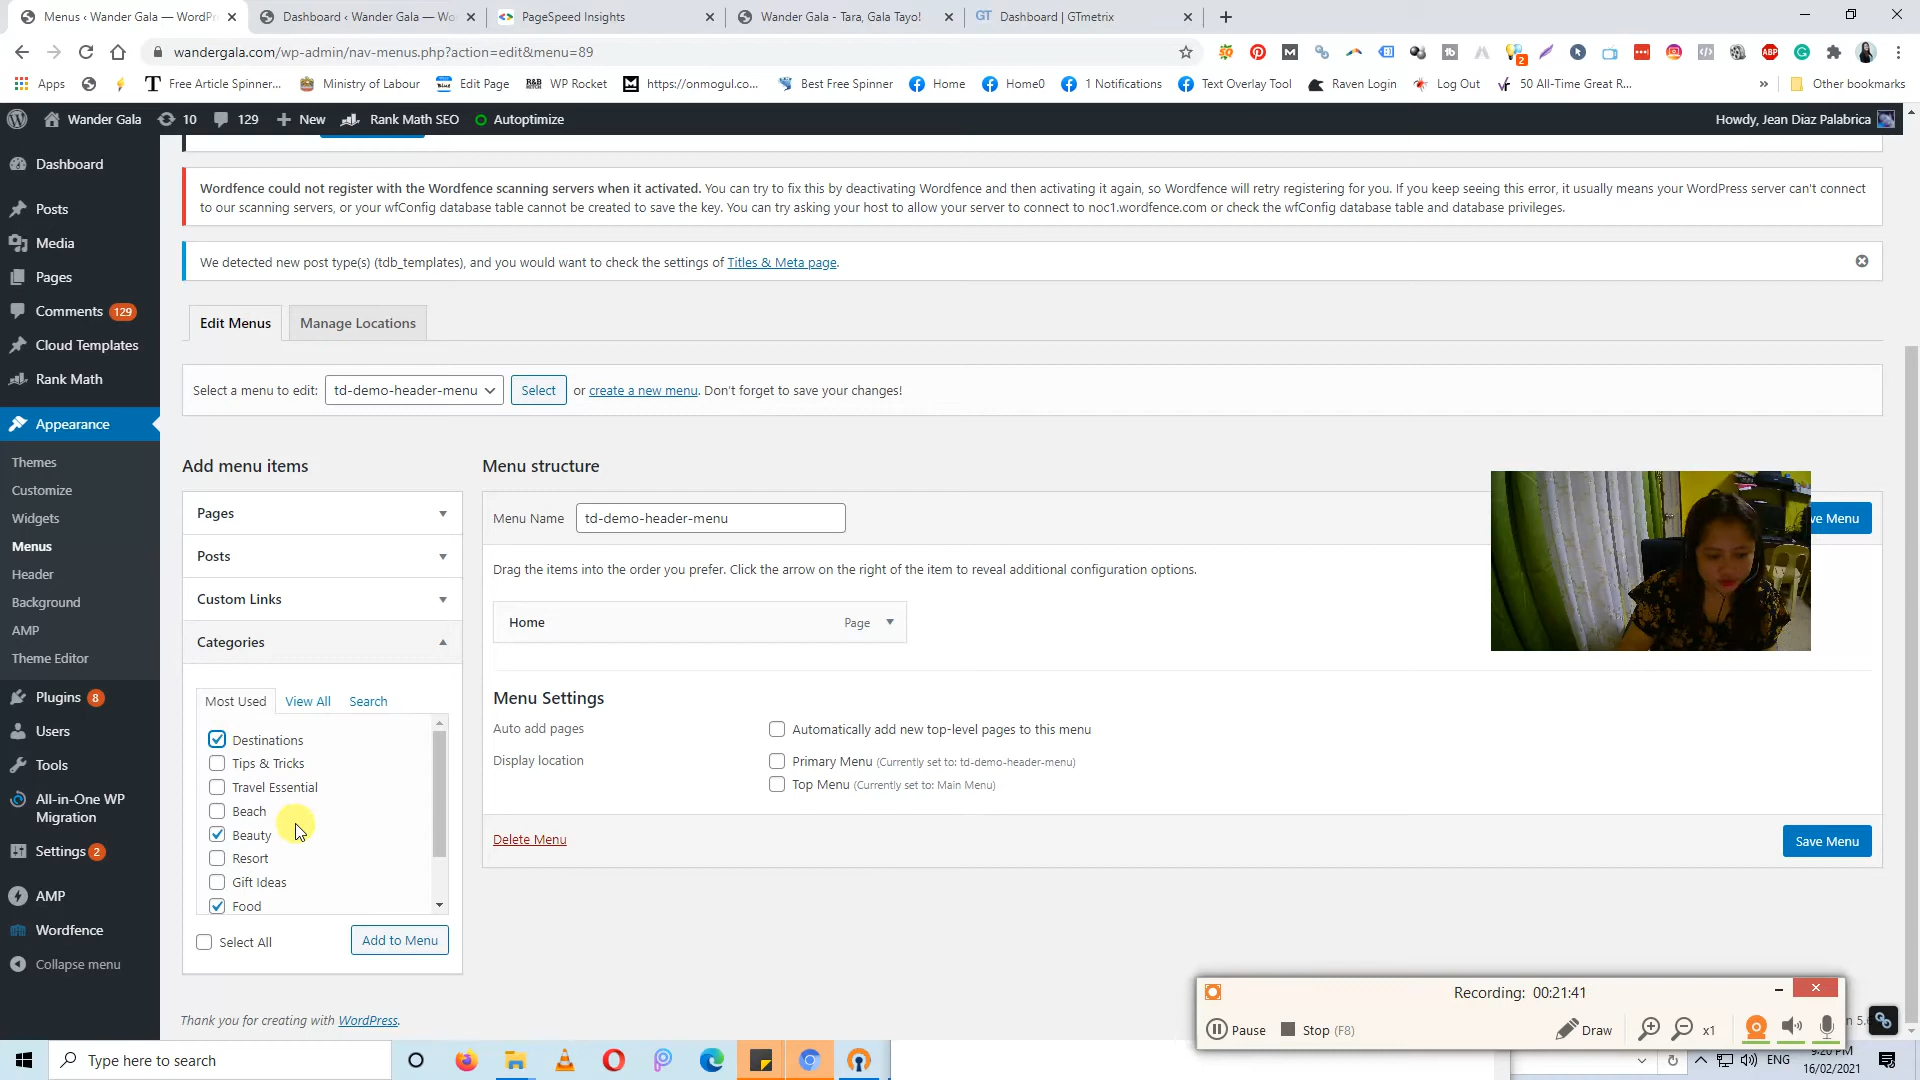 Menus ‹ Wander Gala — WordPr
Dashboard ‹ Wander Gala — Wo
PageSpeed Insights
Wander Gala - Tara, Gala Tayo!
GT Dashboard | GTmetrix
wandergala.com/wp-admin/nav-menus.php?action=edit&menu=89
Apps
Free Article Spinner...
Ministry of Labour
Edit Page
WP Rocket
https://onmogul.co...
Best Free Spinner
Home
Home0
1 Notifications
Text Overlay Tool
Raven Login
Log Out
50 All-Time Great R...
Other bookmarks
Wander Gala
10
129
New
Rank Math SEO
Autoptimize
Howdy, Jean Diaz Palabrica
Dashboard
Posts
Media
Pages
Comments 129
Cloud Templates
Rank Math
Appearance
Themes
Customize
Widgets
Menus
Header
Background
AMP
Theme Editor
Plugins 8
Users
Tools
All-in-One WP
Migration
Settings 2
AMP
Wordfence
Collapse menu
Wordfence could not register with the Wordfence scanning servers when it activated. You can try to fix this by deactivating Wordfence and then activating it again, so Wordfence will retry registering for you. If you keep seeing this error, it usually means your WordPress server can't connect
to our scanning servers, or your wfConfig database table cannot be created to save the key. You can try asking your host to allow your server to connect to noc1.wordfence.com or check the wfConfig database table and database privileges.
We detected new post type(s) (tdb_templates), and you would want to check the settings of Titles & Meta page.
Edit Menus
Manage Locations
Select a menu to edit: td-demo-header-menu Select or create a new menu. Don't forget to save your changes!
Add menu items
Pages
Posts
Custom Links
Categories
Most Used
View All
Search
Destinations
Tips & Tricks
Travel Essential
Beach
Beauty
Resort
Gift Ideas
Food
Select All
Add to Menu
Menu structure
Menu Name td-demo-header-menu
ve Menu
Drag the items into the order you prefer. Click the arrow on the right of the item to reveal additional configuration options.
Home Page
Menu Settings
Auto add pages
Automatically add new top-level pages to this menu
Display location
Primary Menu (Currently set to: td-demo-header-menu)
Top Menu (Currently set to: Main Menu)
Delete Menu
Save Menu
Thank you for creating with WordPress.
Recording: 00:21:41
Pause
Stop (F8)
Draw
x1
Type here to search
ENG
9:20 PM
16/02/2021